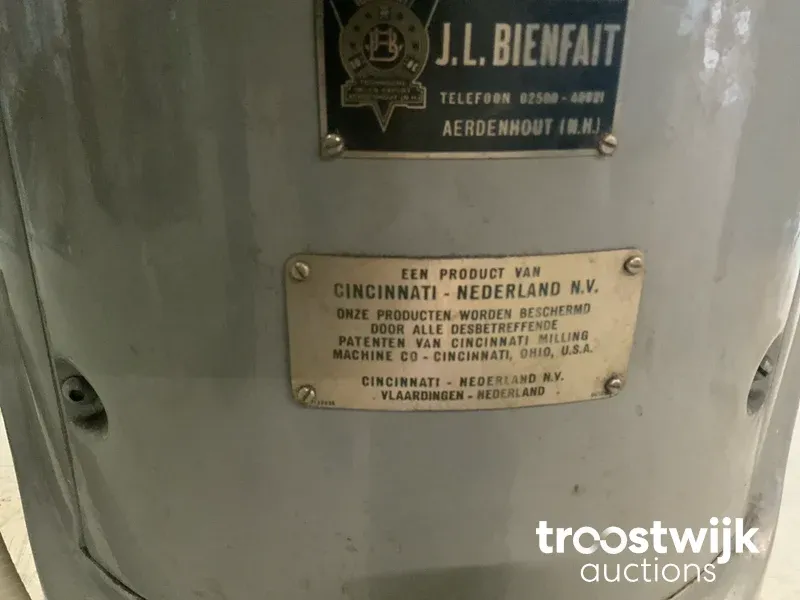 J.L. BIENFAIT
TELEFOON 02500 -
AERDENHOUT (N.H.)
EEN PRODUCT VAN
CINCINNATI - NEDERLAND N.V.
ONZE PRODUCTEN WORDEN BESCHERMD
DOOR ALLE DESBETREFFENDE
PATENTEN VAN CINCINNATI MILLING
MACHINE CO - CINCINNATI, OHIO, U.S.A.
CINCINNATI - NEDERLAND N.V.
VLAARDINGEN - NEDERLAND
troostwijk
auctions